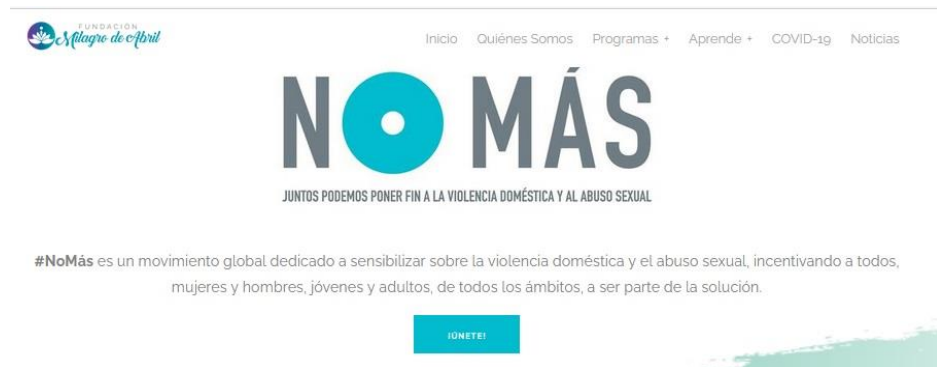 FUNDACIÓN
Milagro de Abril
Inicio Quiénes Somos Programas + Aprende + COVID-19 Noticias
NO MÁS
JUNTOS PODEMOS PONER FIN A LA VIOLENCIA DOMÉSTICA Y AL ABUSO SEXUAL
#NoMás es un movimiento global dedicado a sensibilizar sobre la violencia doméstica y el abuso sexual, incentivando a todos,
mujeres y hombres, jóvenes y adultos, de todos los ámbitos, a ser parte de la solución.
¡ÚNETE!